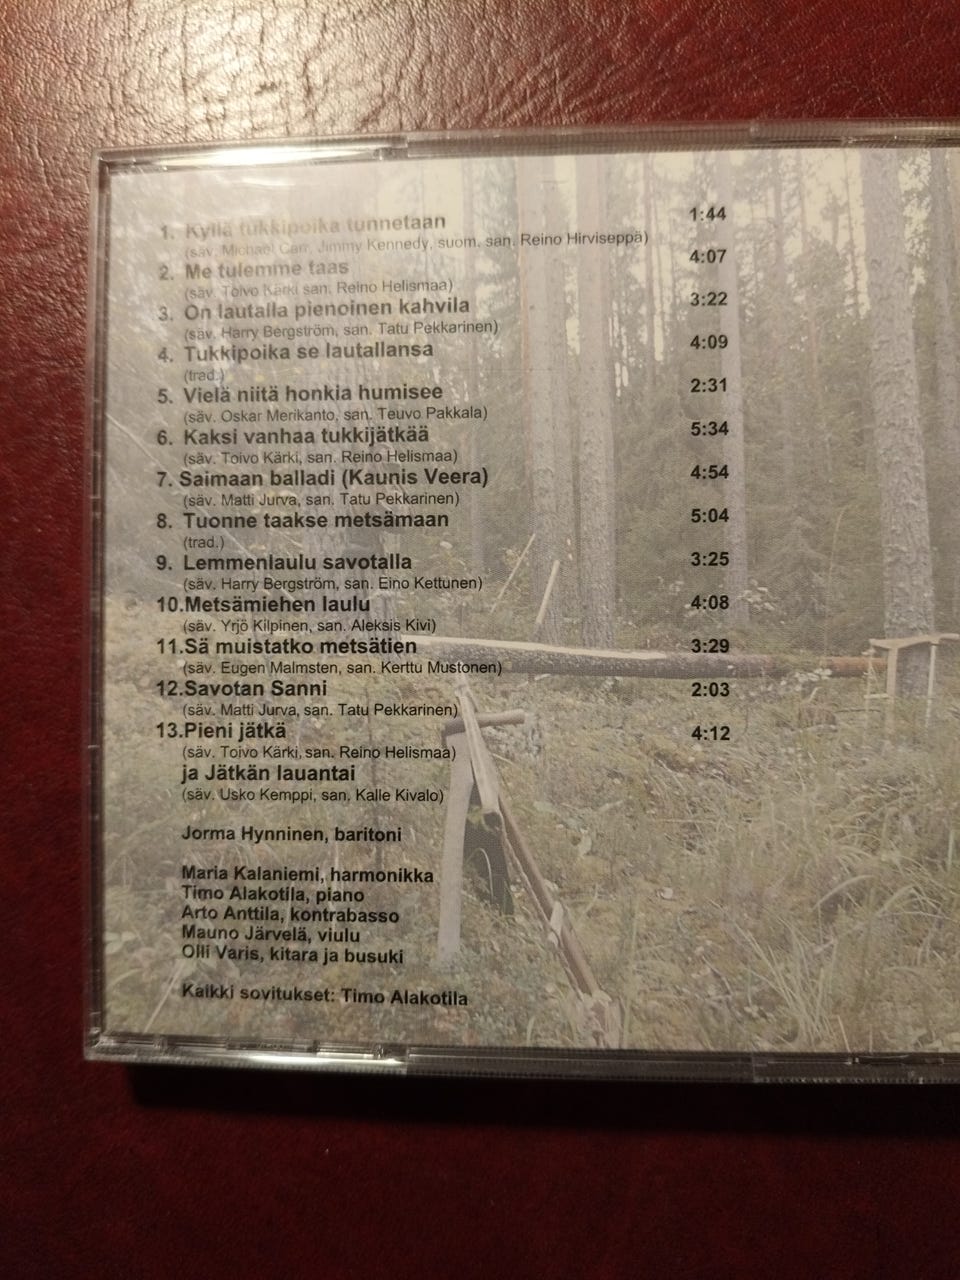 1. Kyllä tukkipoika tunnetaan 1:44
(säv. Michael Carr, Jimmy Kennedy, suom. san. Reino Hirviseppä)
2. Me tulemme taas 4:07
(säv. Toivo Kärki san. Reino Helismaa)
3. On lautalla pienoinen kahvila 3:22
(säv. Harry Bergström, san. Tatu Pekkarinen)
4. Tukkipoika se lautallansa 4:09
(trad.)
5. Vielä niitä honkia humisee 2:31
(säv. Oskar Merikanto, san. Teuvo Pakkala)
6. Kaksi vanhaa tukkijätkää 5:34
(säv. Toivo Kärki, san. Reino Helismaa)
7. Saimaan balladi (Kaunis Veera) 4:54
(säv. Matti Jurva, san. Tatu Pekkarinen)
8. Tuonne taakse metsämaan 5:04
(trad.)
9. Lemmenlaulu savotalla 3:25
(säv. Harry Bergström, san. Eino Kettunen)
10.Metsämiehen laulu 4:08
(säv. Yrjö Kilpinen, san. Aleksis Kivi)
11.Sä muistatko metsätien 3:29
(säv. Eugen Malmsten, san. Kerttu Mustonen)
12.Savotan Sanni 2:03
(säv. Matti Jurva, san. Tatu Pekkarinen)
13.Pieni jätkä 4:12
(säv. Toivo Kärki, san. Reino Helismaa)
ja Jätkän lauantai
(säv. Usko Kemppi, san. Kalle Kivalo)
Jorma Hynninen, baritoni
Maria Kalaniemi, harmonikka
Timo Alakotila, piano
Arto Anttila, kontrabasso
Mauno Järvelä, viulu
Olli Varis, kitara ja busuki
Kaikki sovitukset: Timo Alakotila